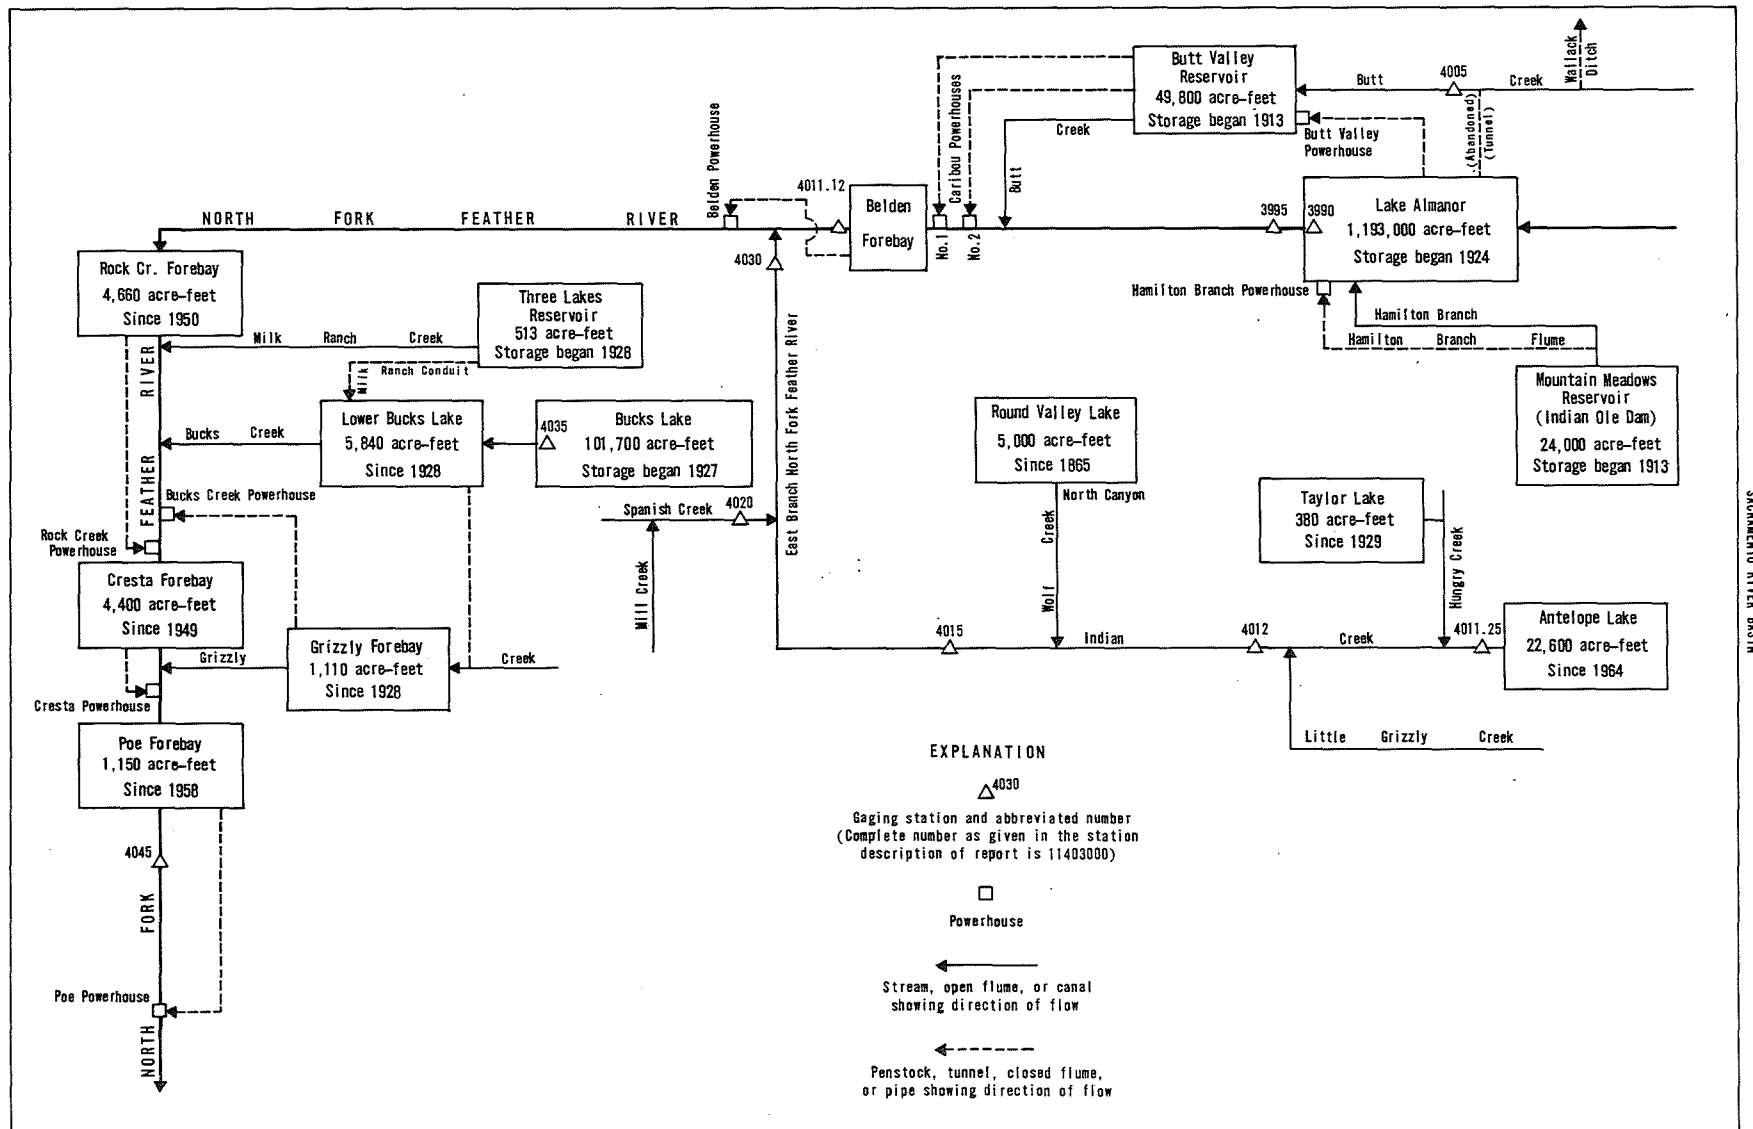 Wallack
Ditch
Butt Valley
Reservoir
49,800 acre-feet
Storage began 1913
Butt Creek
4005
(Abandoned)
(Tunnel)
Butt Valley
Powerhouse
Creek
Butt
Caribou Powerhouses
No.1
No.2
Belden Powerhouse
4011.12
Belden
Forebay
3995
3990
Lake Almanor
1,193,000 acre-feet
Storage began 1924
NORTH FORK FEATHER RIVER
4030
Hamilton Branch Powerhouse
Hamilton Branch
Hamilton Branch Flume
Mountain Meadows
Reservoir
(Indian Ole Dam)
24,000 acre-feet
Storage began 1913
Rock Cr. Forebay
4,660 acre-feet
Since 1950
Three Lakes
Reservoir
513 acre-feet
Storage began 1928
Milk Ranch Creek
Milk
Ranch Conduit
RIVER
FEATHER
Lower Bucks Lake
5,840 acre-feet
Since 1928
4035
Bucks Lake
101,700 acre-feet
Storage began 1927
Bucks Creek
Bucks Creek Powerhouse
Rock Creek
Powerhouse
East Branch North Fork Feather River
Spanish Creek
4020
Mill Creek
Round Valley Lake
5,000 acre-feet
Since 1865
North Canyon
Wolf Creek
Taylor Lake
380 acre-feet
Since 1929
Hungry Creek
SACRAMENTO RIVER BASIN
Cresta Forebay
4,400 acre-feet
Since 1949
Grizzly Forebay
1,110 acre-feet
Since 1928
Grizzly
Creek
Cresta Powerhouse
4015
Indian
4012
Creek
4011.25
Antelope Lake
22,600 acre-feet
Since 1964
Little Grizzly Creek
Poe Forebay
1,150 acre-feet
Since 1958
4045
FORK
Poe Powerhouse
NORTH
EXPLANATION
4030
Gaging station and abbreviated number
(Complete number as given in the station
description of report is 11403000)
Powerhouse
Stream, open flume, or canal
showing direction of flow
Penstock, tunnel, closed flume,
or pipe showing direction of flow